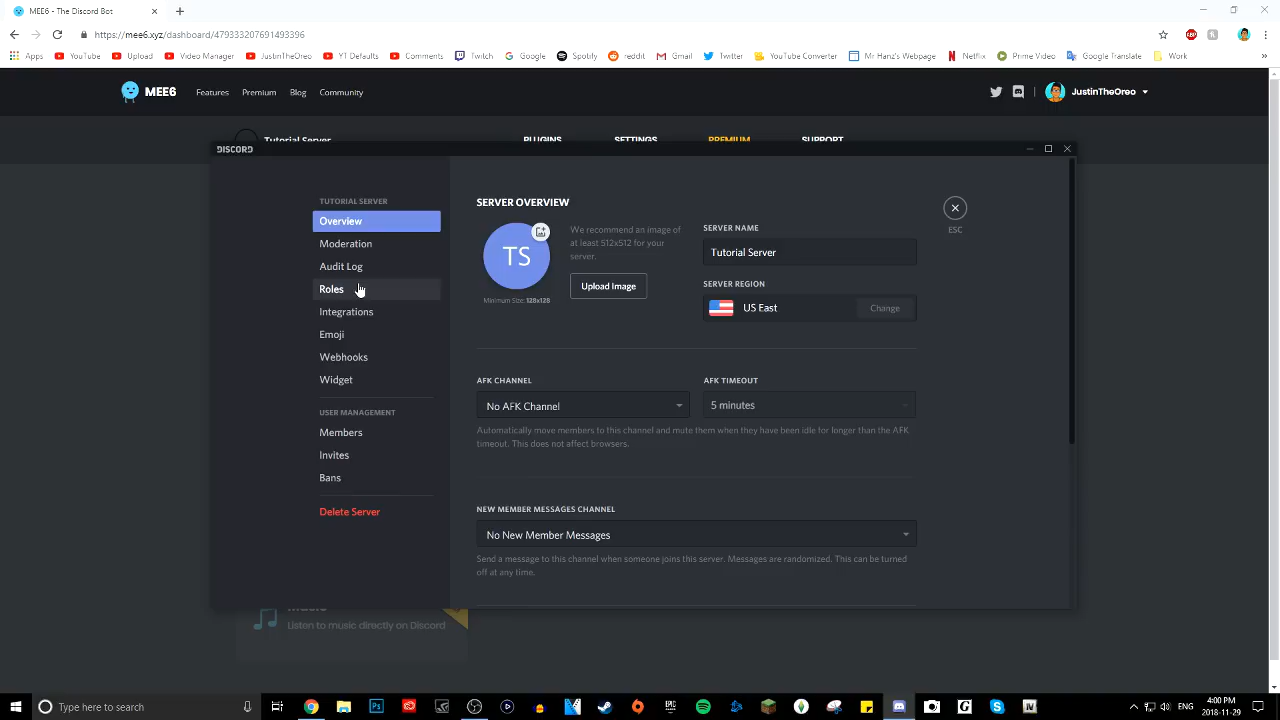 MEE6 - The Discord Bot
https://mee6.xyz/dashboard/479333207691493396
Apps YouTube Upload Video Manager JustinTheOreo YT Defaults Comments Twitch Google Spotify reddit Gmail Twitter YouTube Converter Mr Hanz's Webpage Netflix Prime Video Google Translate Work
MEE6 Features Premium Blog Community JustinTheOreo
Tutorial Server PLUGINS SETTINGS PREMIUM SUPPORT
DISCORD
TUTORIAL SERVER
Overview
Moderation
Audit Log
Roles
Integrations
Emoji
Webhooks
Widget
USER MANAGEMENT
Members
Invites
Bans
Delete Server
SERVER OVERVIEW
TS
Minimum Size: 128x128
We recommend an image of
at least 512x512 for your
server.
Upload Image
SERVER NAME
Tutorial Server
SERVER REGION
US East Change
ESC
AFK CHANNEL
No AFK Channel
AFK TIMEOUT
5 minutes
Automatically move members to this channel and mute them when they have been idle for longer than the AFK
timeout. This does not affect browsers.
NEW MEMBER MESSAGES CHANNEL
No New Member Messages
Send a message to this channel when someone joins this server. Messages are randomized. This can be turned
off at any time.
Music
Listen to music directly on Discord
Type here to search
4:00 PM
2018-11-29